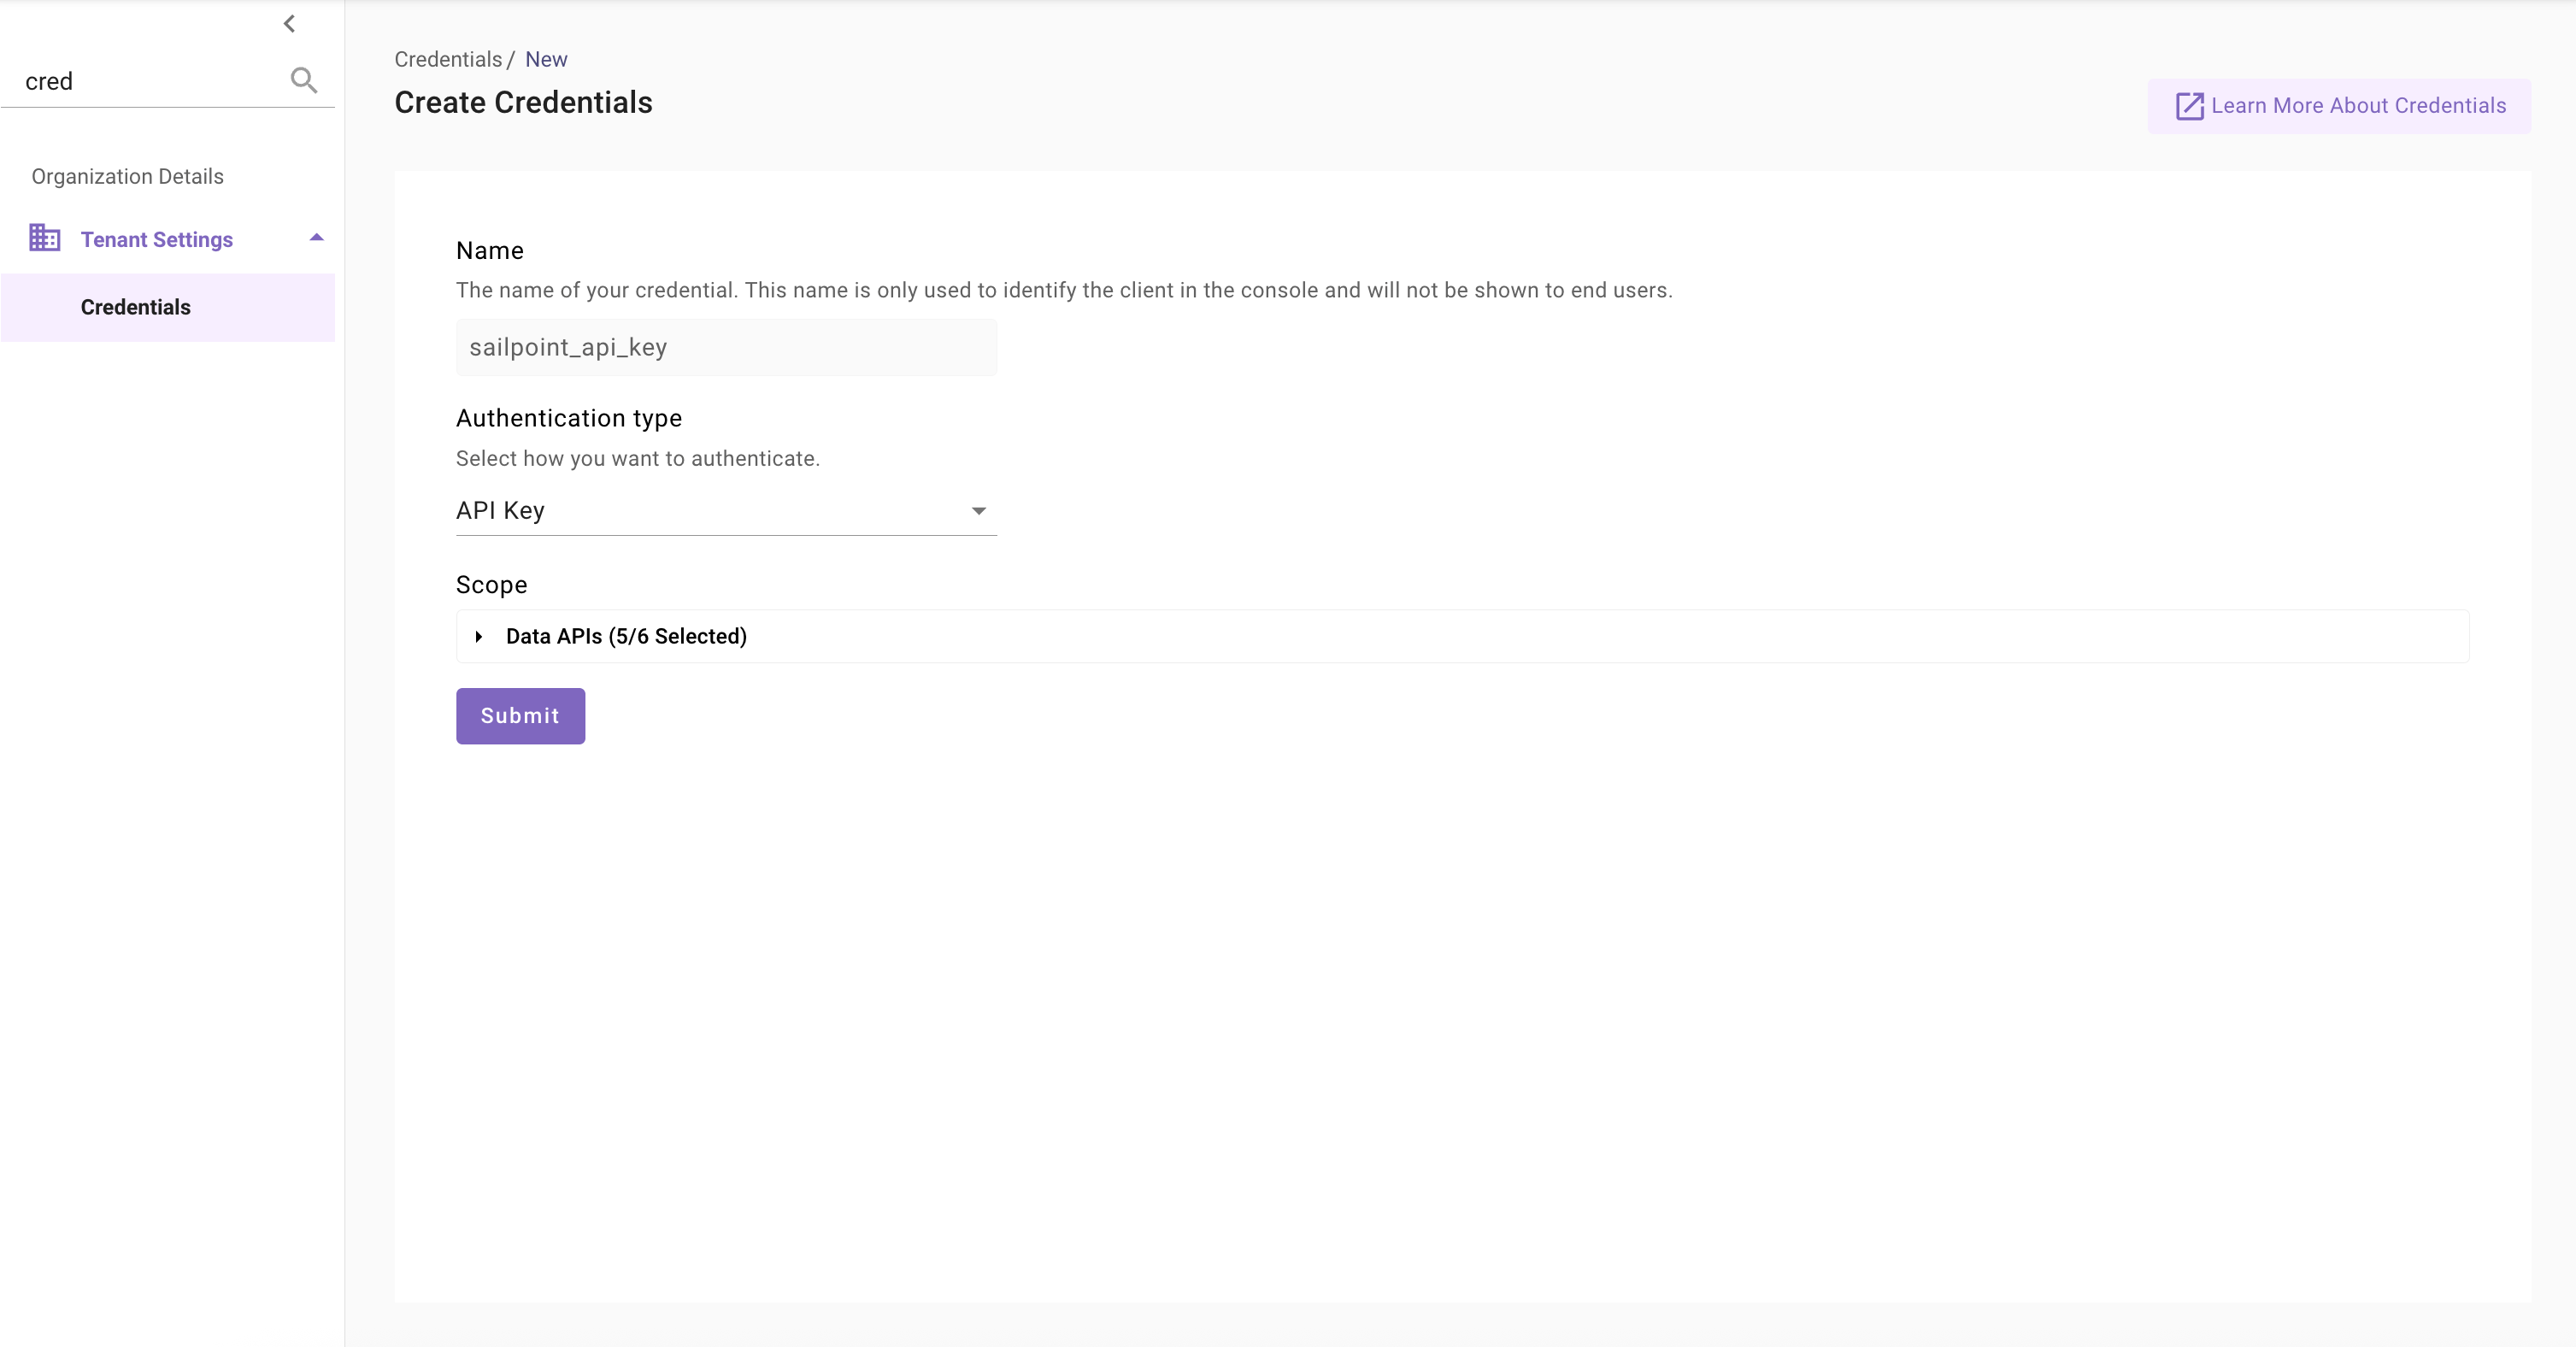 cred
Organization Details
Tenant Settings
Credentials
Credentials / New
Create Credentials
Learn More About Credentials
Name
The name of your credential. This name is only used to identify the client in the console and will not be shown to end users.
sailpoint_api_key
Authentication type
Select how you want to authenticate.
API Key
Scope
Data APIs (5/6 Selected)
Submit